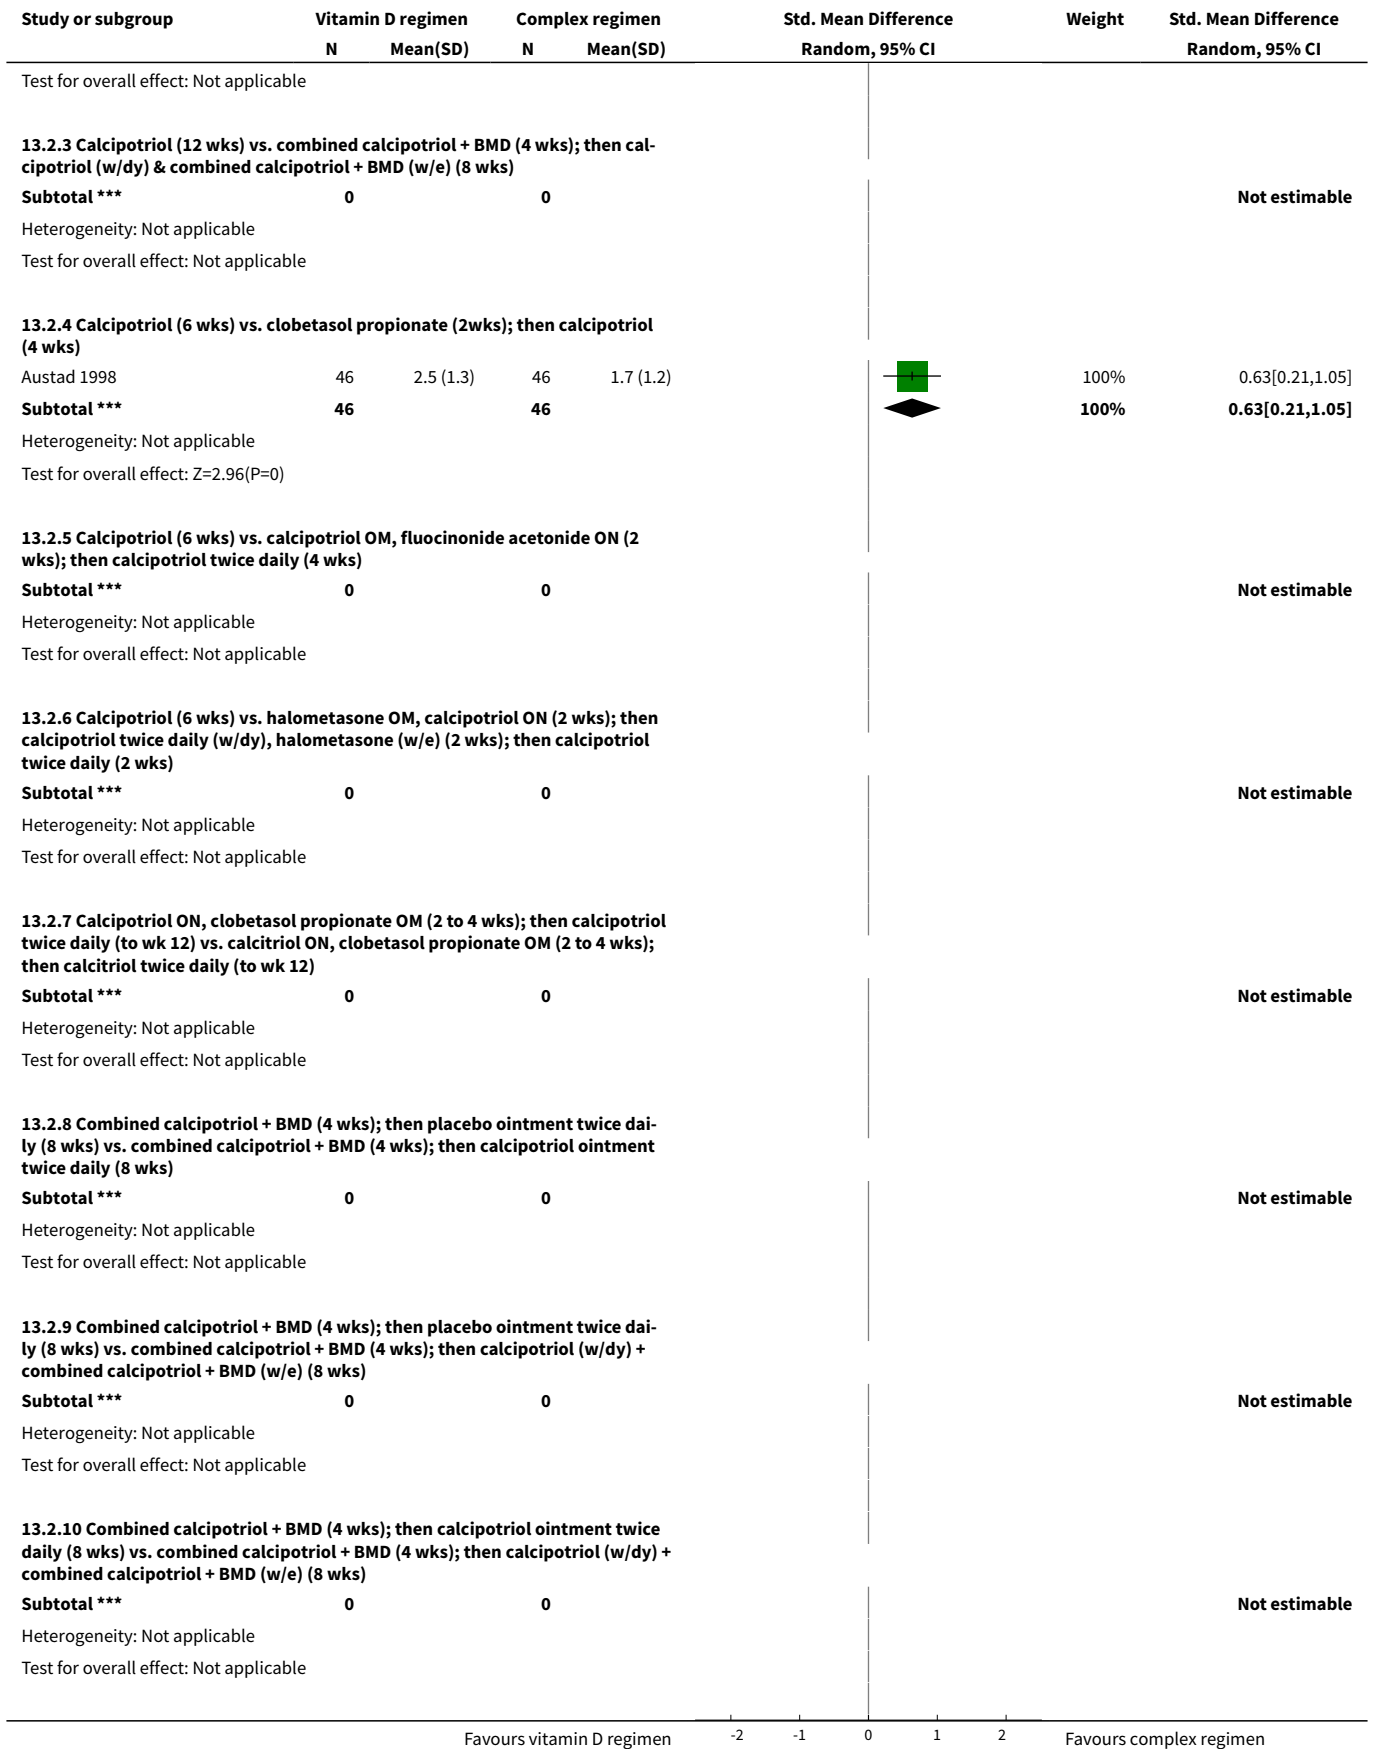 Study or subgroup Vitamin D regimen Complex regimen Std. Mean Difference Weight Std. Mean Difference
N Mean(SD) N Mean(SD) Random, 95% CI Random, 95% CI
Test for overall effect: Not applicable
13.2.3 Calcipotriol (12 wks) vs. combined calcipotriol + BMD (4 wks); then cal-
cipotriol (w/dy) & combined calcipotriol + BMD (w/e) (8 wks)
Subtotal *** 0 0 Not estimable
Heterogeneity: Not applicable
Test for overall effect: Not applicable
13.2.4 Calcipotriol (6 wks) vs. clobetasol propionate (2wks); then calcipotriol
(4 wks)
Austad 1998 46 2.5 (1.3) 46 1.7 (1.2) 100% 0.63[0.21,1.05]
Subtotal *** 46 46 100% 0.63[0.21,1.05]
Heterogeneity: Not applicable
Test for overall effect: Z=2.96(P=0)
13.2.5 Calcipotriol (6 wks) vs. calcipotriol OM, fluocinonide acetonide ON (2
wks); then calcipotriol twice daily (4 wks)
Subtotal *** 0 0 Not estimable
Heterogeneity: Not applicable
Test for overall effect: Not applicable
13.2.6 Calcipotriol (6 wks) vs. halometasone OM, calcipotriol ON (2 wks); then
calcipotriol twice daily (w/dy), halometasone (w/e) (2 wks); then calcipotriol
twice daily (2 wks)
Subtotal *** 0 0 Not estimable
Heterogeneity: Not applicable
Test for overall effect: Not applicable
13.2.7 Calcipotriol ON, clobetasol propionate OM (2 to 4 wks); then calcipotriol
twice daily (to wk 12) vs. calcitriol ON, clobetasol propionate OM (2 to 4 wks);
then calcitriol twice daily (to wk 12)
Subtotal *** 0 0 Not estimable
Heterogeneity: Not applicable
Test for overall effect: Not applicable
13.2.8 Combined calcipotriol + BMD (4 wks); then placebo ointment twice dai-
ly (8 wks) vs. combined calcipotriol + BMD (4 wks); then calcipotriol ointment
twice daily (8 wks)
Subtotal *** 0 0 Not estimable
Heterogeneity: Not applicable
Test for overall effect: Not applicable
13.2.9 Combined calcipotriol + BMD (4 wks); then placebo ointment twice dai-
ly (8 wks) vs. combined calcipotriol + BMD (4 wks); then calcipotriol (w/dy) +
combined calcipotriol + BMD (w/e) (8 wks)
Subtotal *** 0 0 Not estimable
Heterogeneity: Not applicable
Test for overall effect: Not applicable
13.2.10 Combined calcipotriol + BMD (4 wks); then calcipotriol ointment twice
daily (8 wks) vs. combined calcipotriol + BMD (4 wks); then calcipotriol (w/dy) +
combined calcipotriol + BMD (w/e) (8 wks)
Subtotal *** 0 0 Not estimable
Heterogeneity: Not applicable
Test for overall effect: Not applicable
Favours vitamin D regimen -2 -1 0 1 2 Favours complex regimen